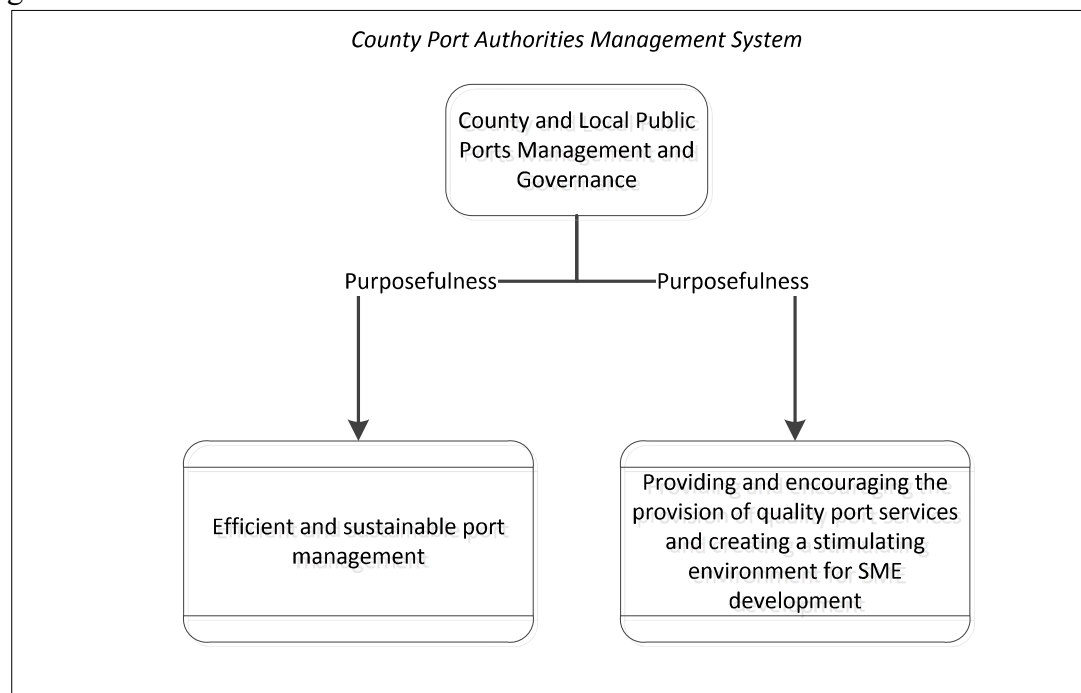 County Port Authorities Management System
County and Local Public
Ports Management and
Governance
Purposefulness
Purposefulness
Efficient and sustainable port
management
Providing and encouraging the
provision of quality port services
and creating a stimulating
environment for SME
development